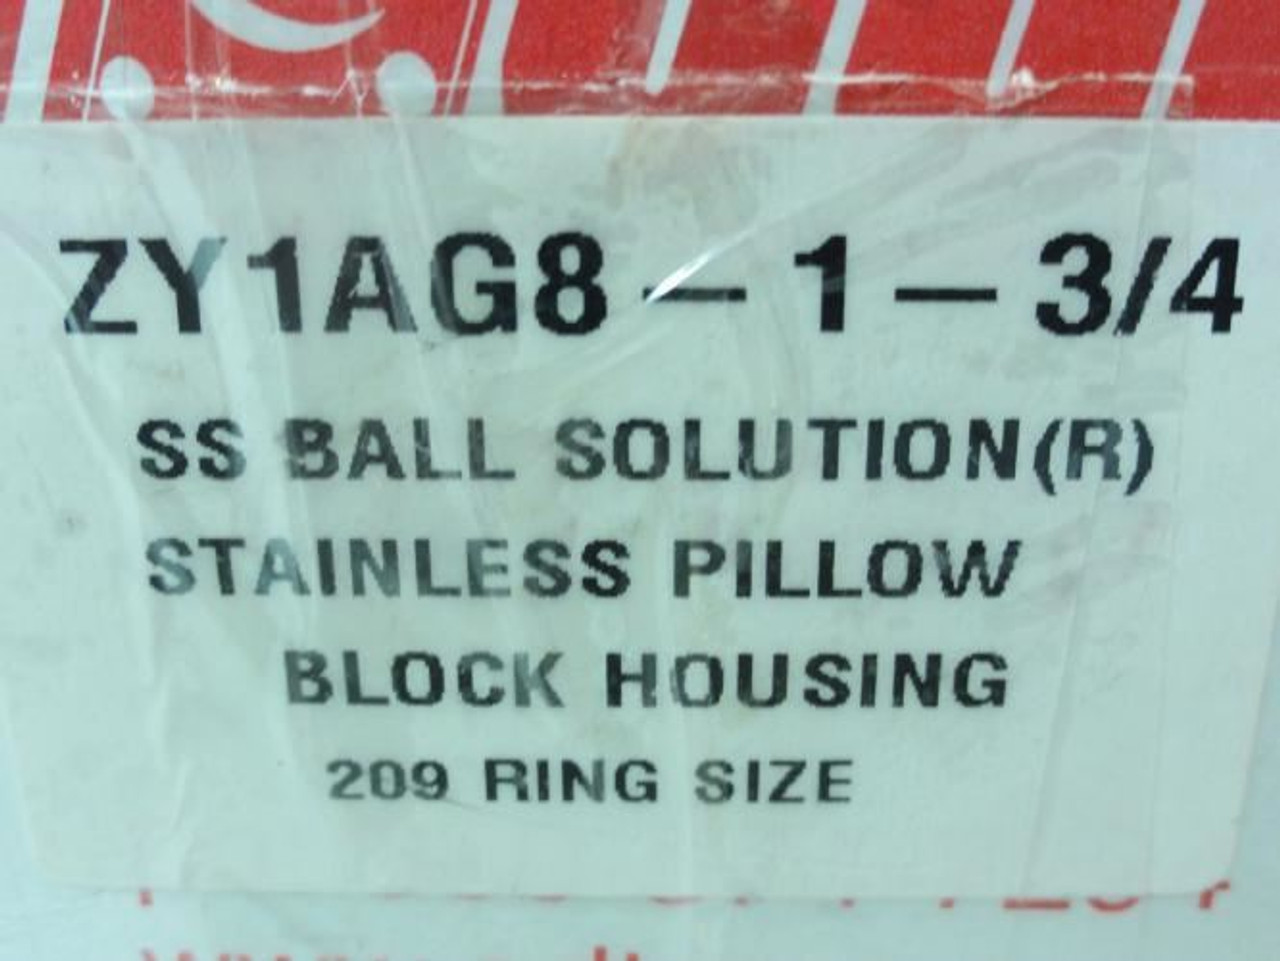 ZY1AG8-1-3/4
SS BALL SOLUTION(R)
STAINLESS PILLOW
BLOCK HOUSING
209 RING SIZE